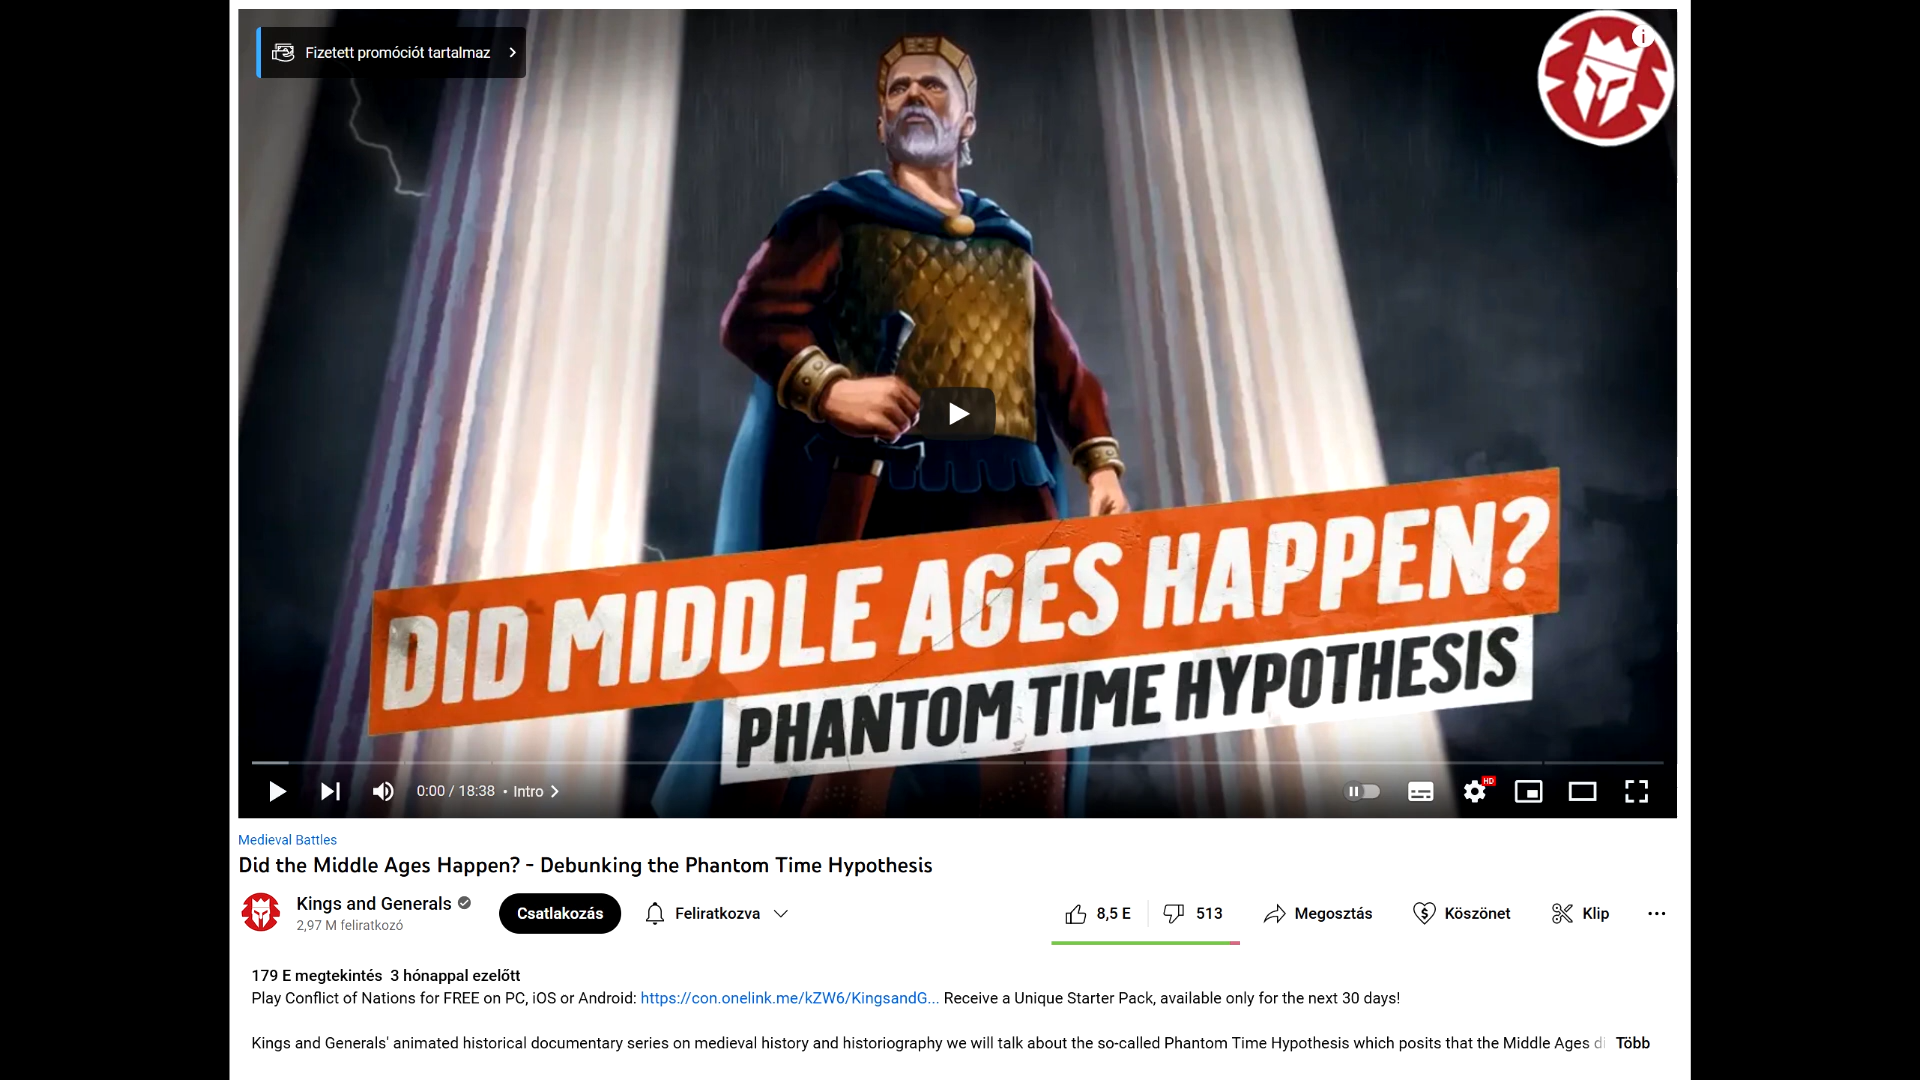 Fizetett promóciót tartalmaz
i
DID MIDDLE AGES HAPPEN?
PHANTOM TIME HYPOTHESIS
0:00 / 18:38 • Intro
HD
Medieval Battles
Did the Middle Ages Happen? - Debunking the Phantom Time Hypothesis
Kings and Generals
2,97 M feliratkozó
Csatlakozás
Feliratkozva
8,5 E
513
Megosztás
Köszönet
Klip
179 E megtekintés 3 hónappal ezelőtt
Play Conflict of Nations for FREE on PC, iOS or Android: https://con.onelink.me/kZW6/KingsandG... Receive a Unique Starter Pack, available only for the next 30 days!
Kings and Generals' animated historical documentary series on medieval history and historiography we will talk about the so-called Phantom Time Hypothesis which posits that the Middle Ages di Több